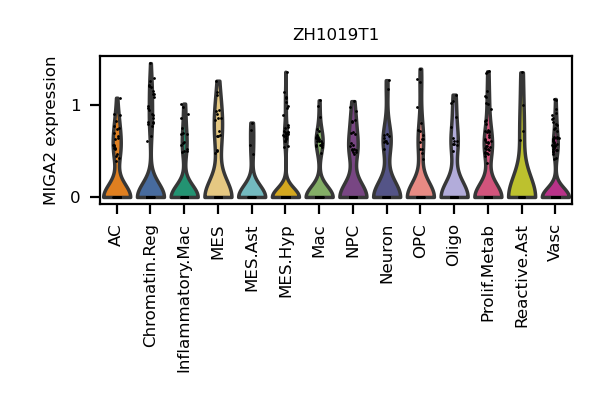 ZH1019T1
MIGA2 expression
1
0
AC
Chromatin.Reg
Inflammatory.Mac
MES
MES.Ast
MES.Hyp
Mac
NPC
Neuron
OPC
Oligo
Prolif.Metab
Reactive.Ast
Vasc